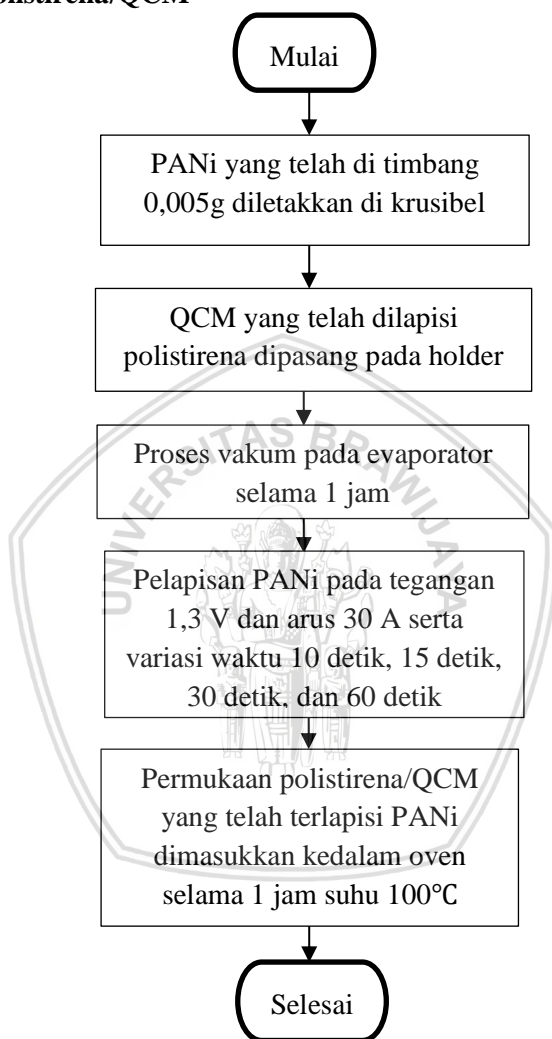 olistirena/QCM
Mulai
PANi yang telah di timbang
0,005g diletakkan di krusibel
QCM yang telah dilapisi
polistirena dipasang pada holder
Proses vakum pada evaporator
selama 1 jam
Pelapisan PANi pada tegangan
1,3 V dan arus 30 A serta
variasi waktu 10 detik, 15 detik,
30 detik, dan 60 detik
Permukaan polistirena/QCM
yang telah terlapisi PANi
dimasukkan kedalam oven
selama 1 jam suhu 100℃
Selesai
UNIVERSITAS BRAWIJAYA